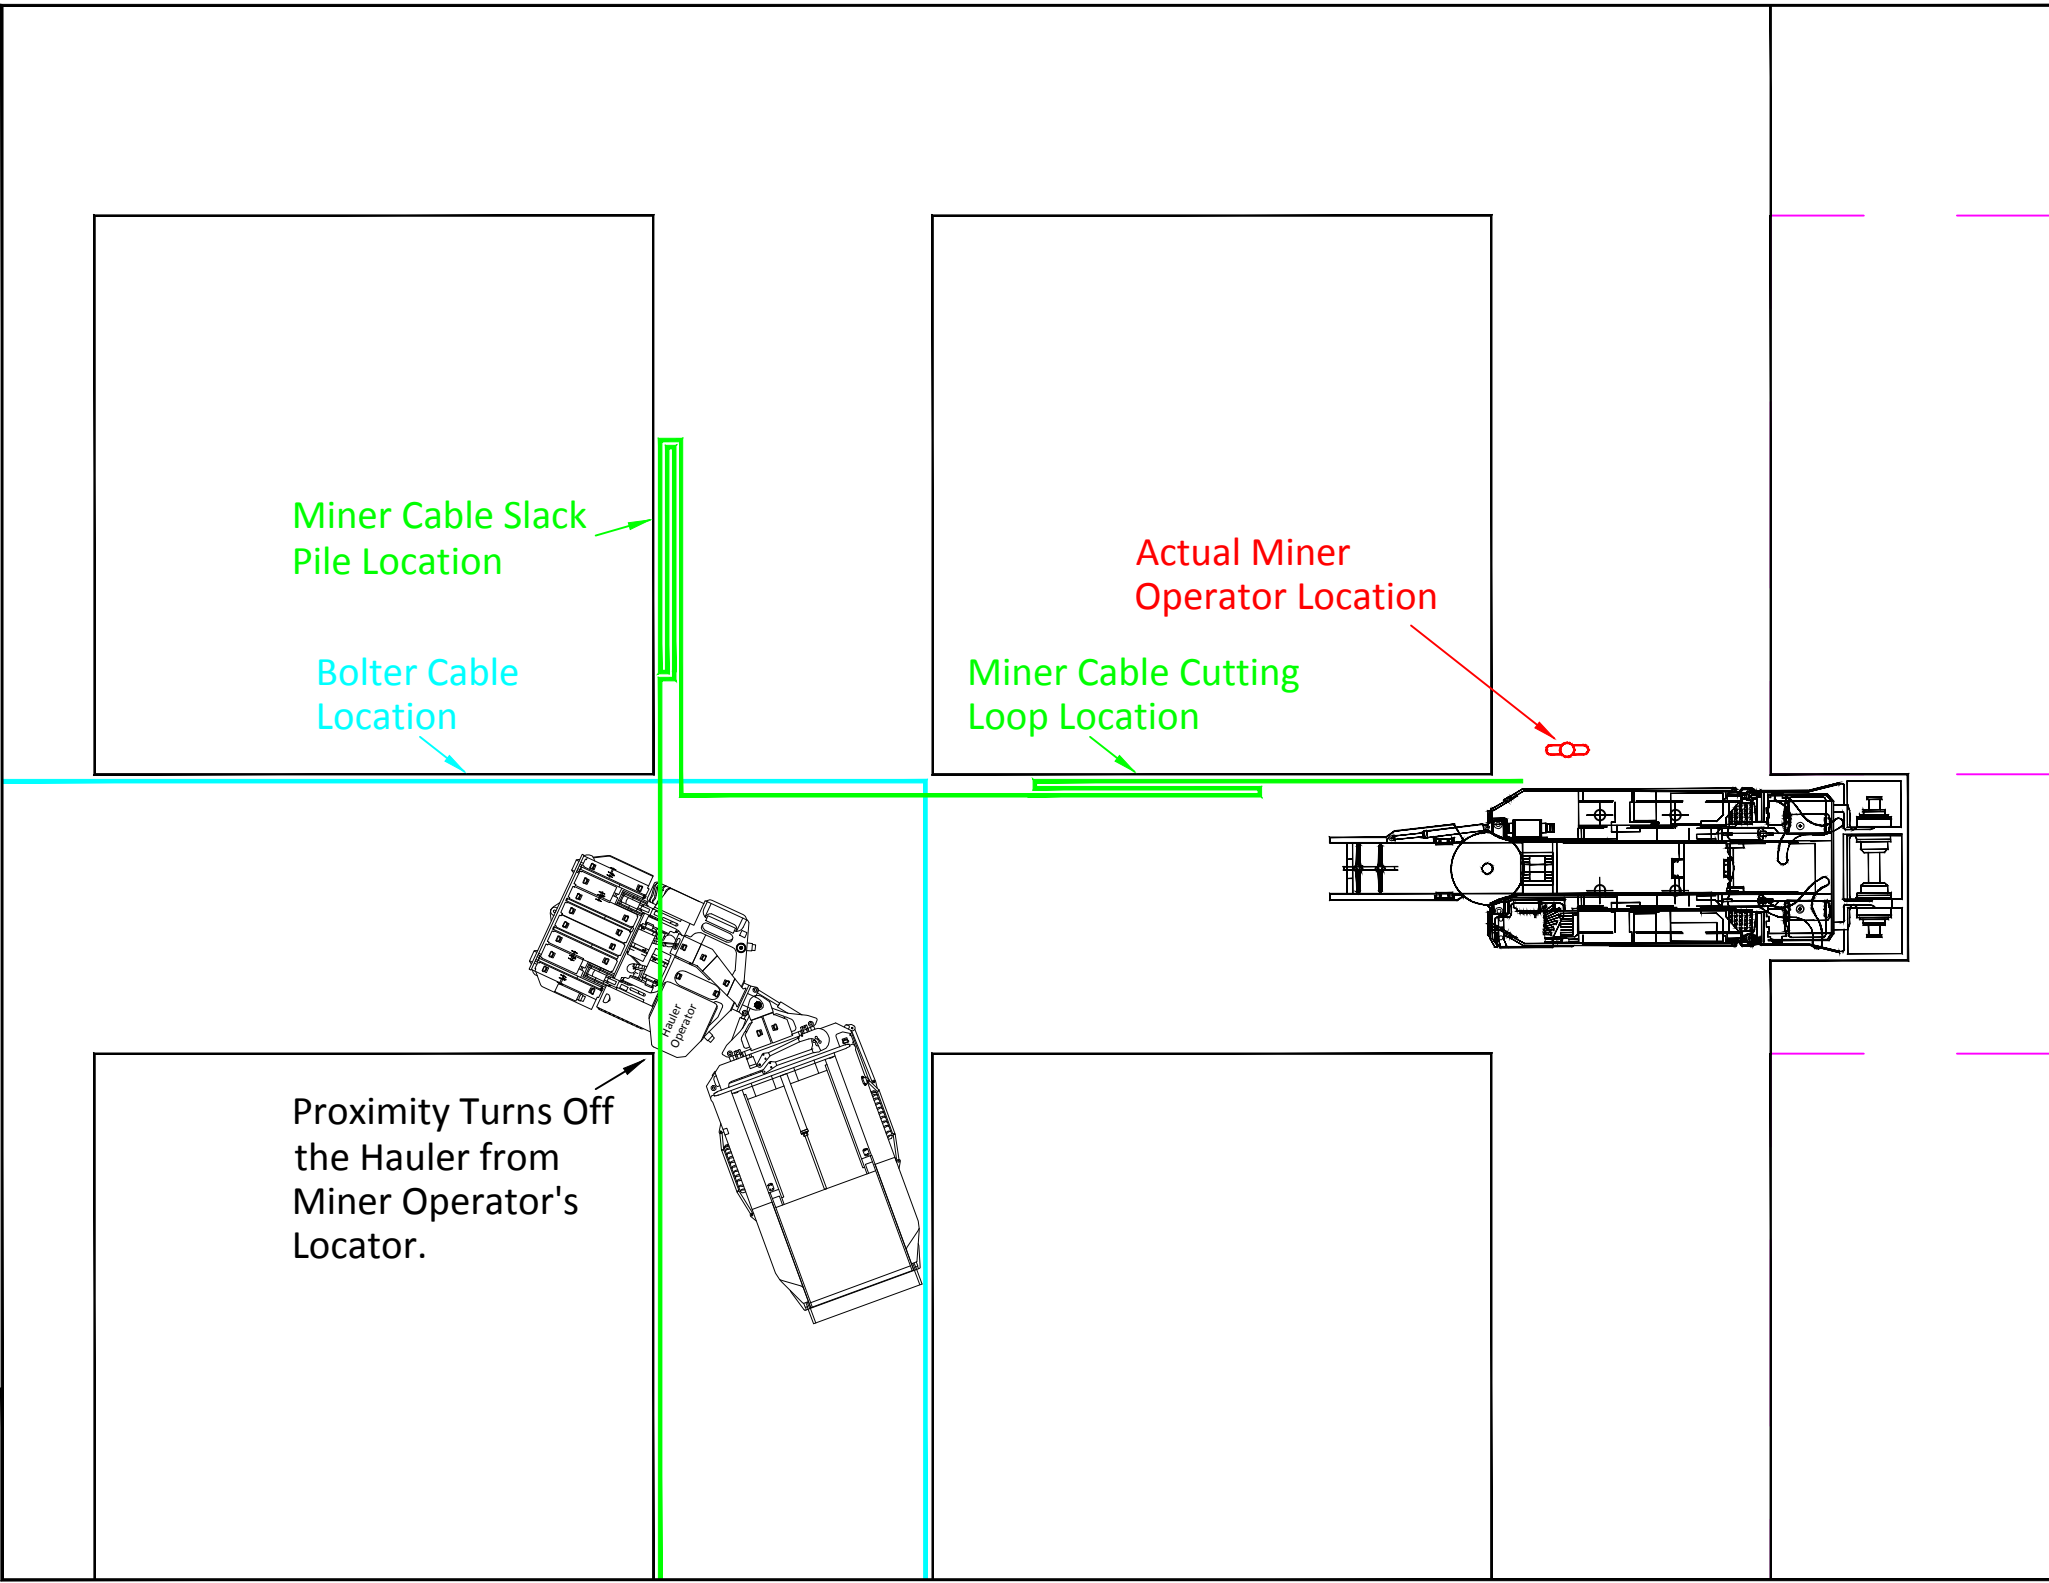 Miner Cable Slack
Pile Location
Actual Miner
Operator Location
Bolter Cable
Location
Miner Cable Cutting
Loop Location
Hauler
Operator
Proximity Turns Off
the Hauler from
Miner Operator's
Locator.